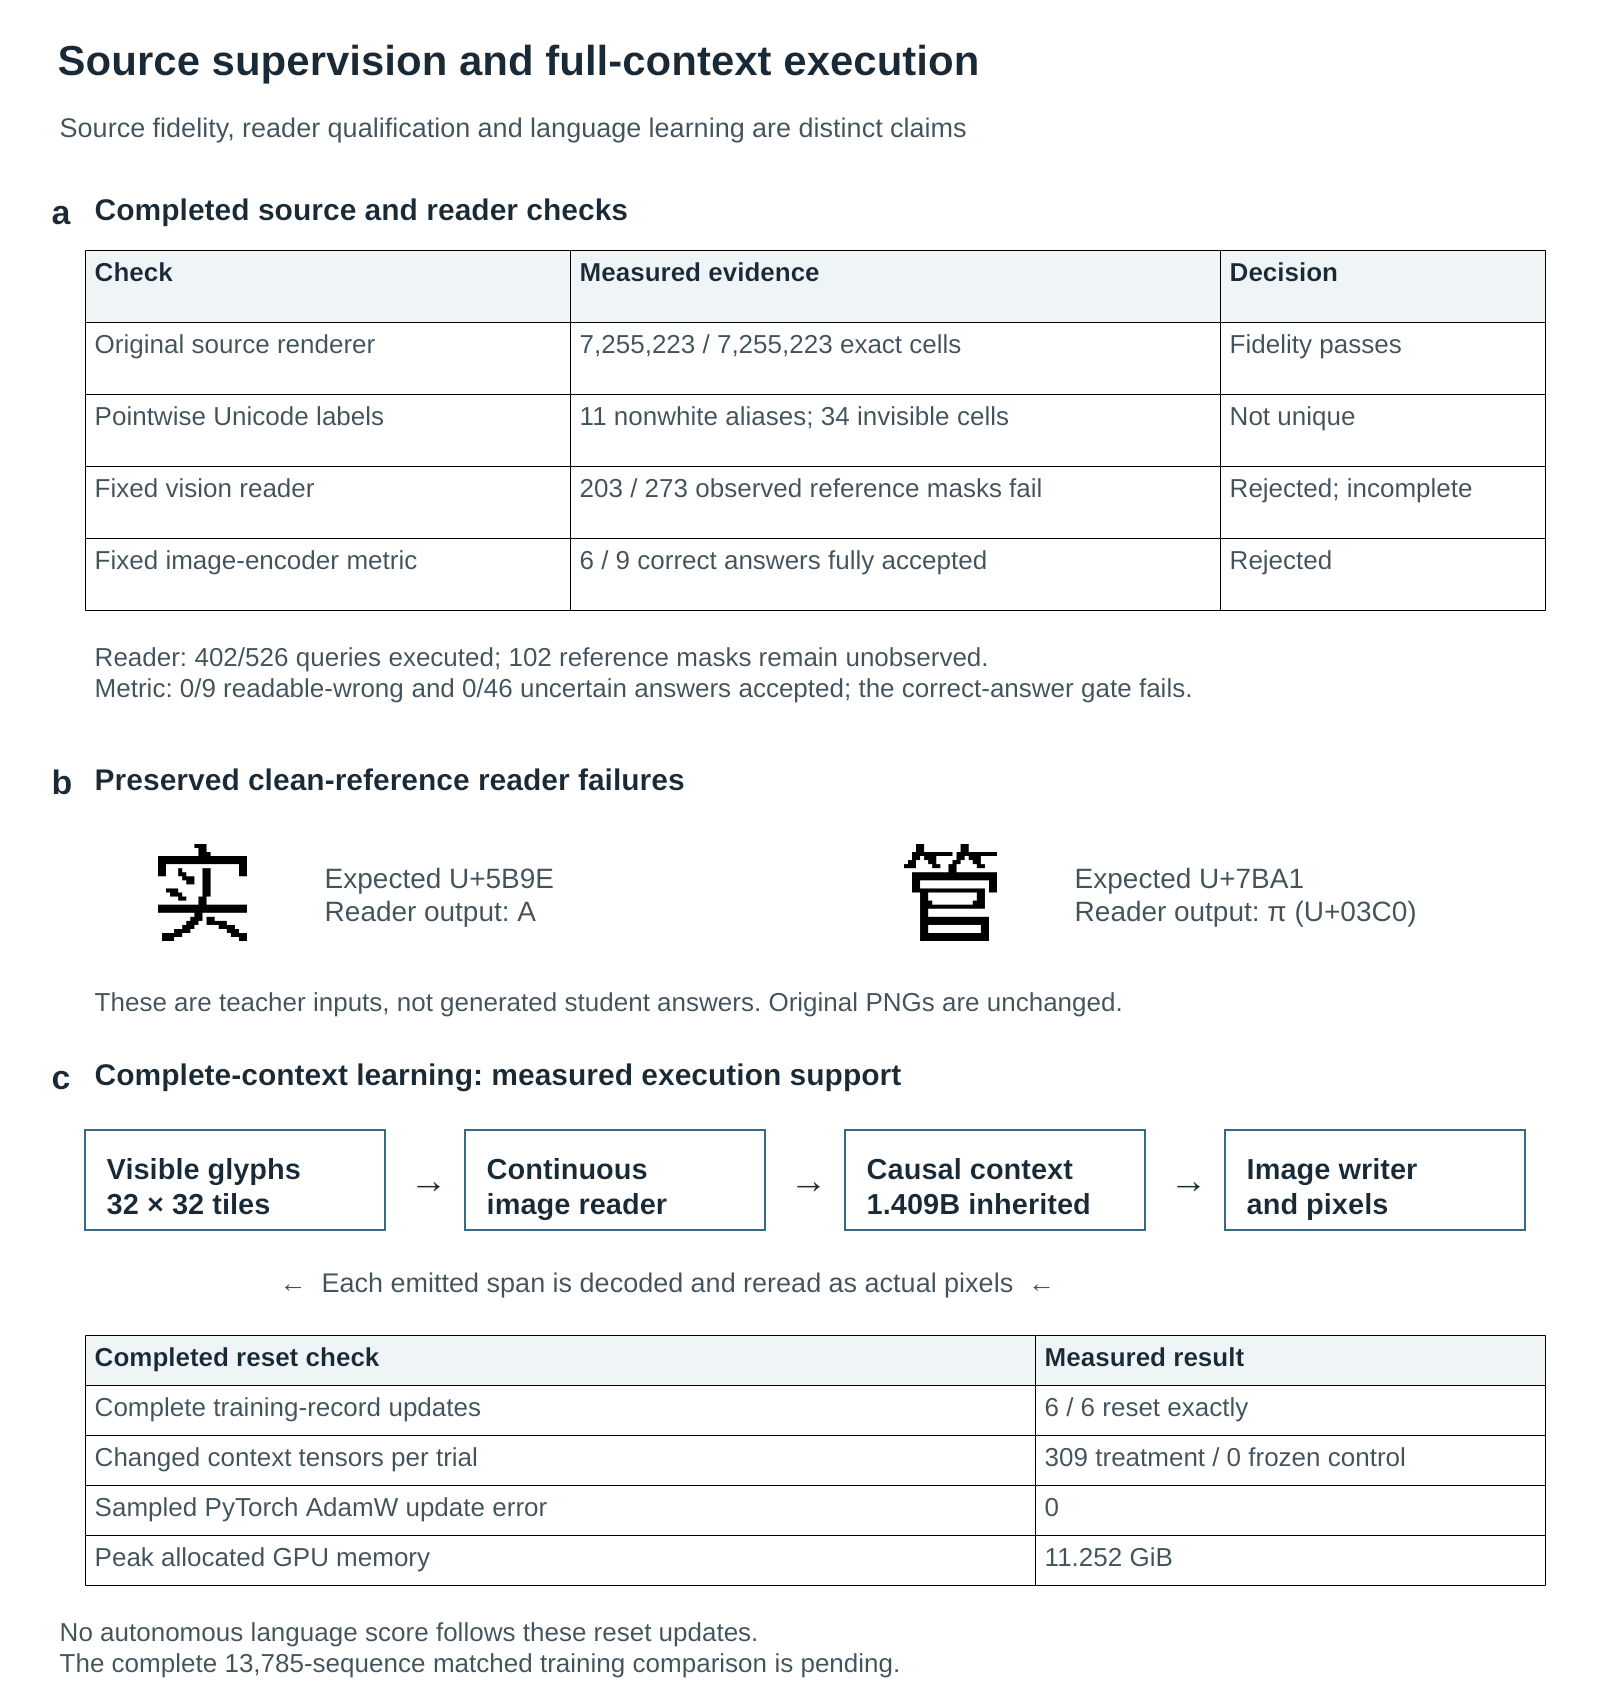 Source supervision and full-context execution
Source fidelity, reader qualification and language learning are distinct claims
a Completed source and reader checks
Check Measured evidence Decision
Original source renderer 7,255,223 / 7,255,223 exact cells Fidelity passes
Pointwise Unicode labels 11 nonwhite aliases; 34 invisible cells Not unique
Fixed vision reader 203 / 273 observed reference masks fail Rejected; incomplete
Fixed image-encoder metric 6 / 9 correct answers fully accepted Rejected
Reader: 402/526 queries executed; 102 reference masks remain unobserved.
Metric: 0/9 readable-wrong and 0/46 uncertain answers accepted; the correct-answer gate fails.
b Preserved clean-reference reader failures
实 Expected U+5B9E
Reader output: A
管 Expected U+7BA1
Reader output: π (U+03C0)
These are teacher inputs, not generated student answers. Original PNGs are unchanged.
c Complete-context learning: measured execution support
Visible glyphs
32 × 32 tiles
→
Continuous
image reader
→
Causal context
1.409B inherited
→
Image writer
and pixels
← Each emitted span is decoded and reread as actual pixels ←
Completed reset check Measured result
Complete training-record updates 6 / 6 reset exactly
Changed context tensors per trial 309 treatment / 0 frozen control
Sampled PyTorch AdamW update error 0
Peak allocated GPU memory 11.252 GiB
No autonomous language score follows these reset updates.
The complete 13,785-sequence matched training comparison is pending.